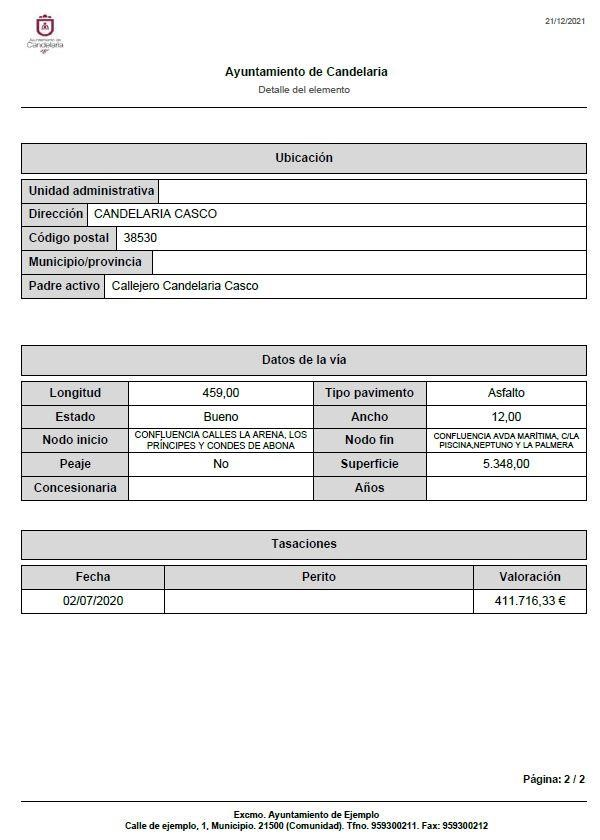 21/12/2021
Ayuntamiento de
Candelaria
Ayuntamiento de Candelaria
Detalle del elemento
Ubicación
Unidad administrativa
Dirección CANDELARIA CASCO
Código postal 38530
Municipio/provincia
Padre activo Callejero Candelaria Casco
Datos de la vía
Longitud 459,00 Tipo pavimento Asfalto
Estado Bueno Ancho 12,00
Nodo inicio CONFLUENCIA CALLES LA ARENA, LOS PRÍNCIPES Y CONDES DE ABONA Nodo fin CONFLUENCIA AVDA MARÍTIMA, C/LA PISCINA,NEPTUNO Y LA PALMERA
Peaje No Superficie 5.348,00
Concesionaria Años
Tasaciones
Fecha Perito Valoración
02/07/2020 411.716,33 €
Página: 2 / 2
Excmo. Ayuntamiento de Ejemplo
Calle de ejemplo, 1, Municipio. 21500 (Comunidad). Tfno. 959300211. Fax: 959300212